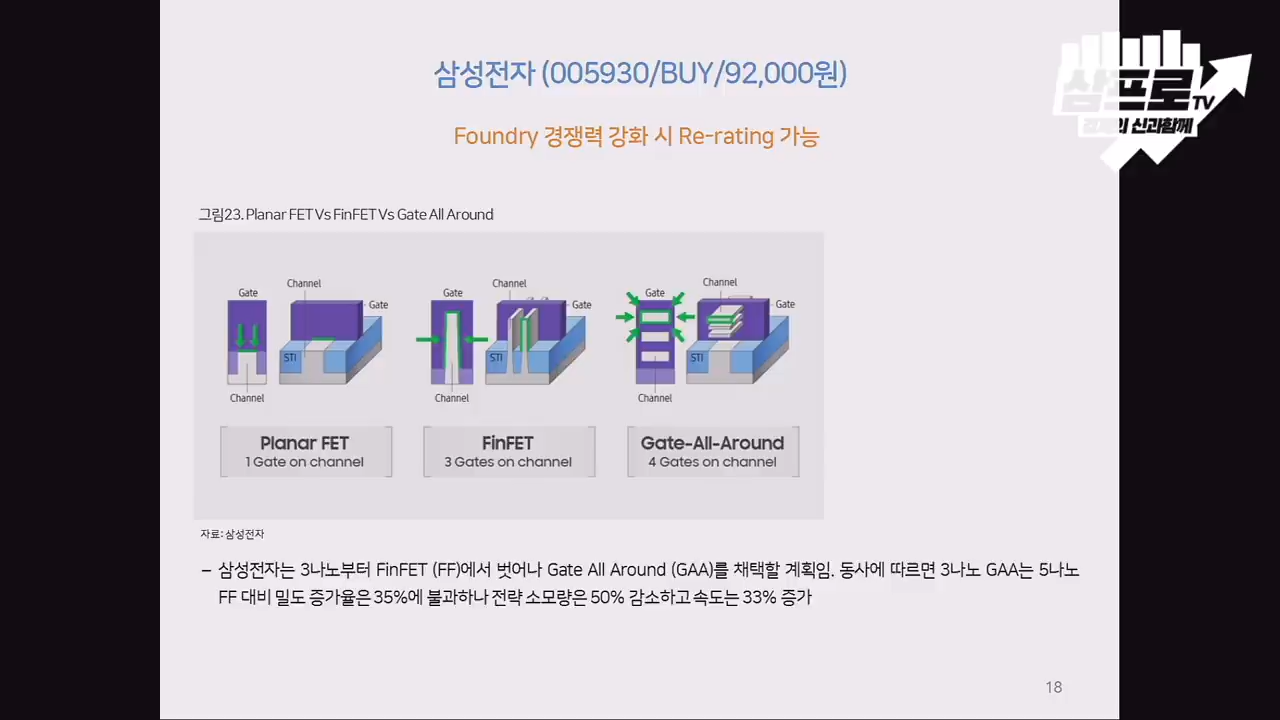 삼성전자 (005930/BUY/92,000원)
삼프로TV
경제의 신과함께
Foundry 경쟁력 강화 시 Re-rating 가능
그림23. Planar FET Vs FinFET Vs Gate All Around
Gate
Channel
Gate
STI
Channel
Gate
Channel
Gate
STI
Channel
Gate
Channel
Gate
STI
Channel
Planar FET
1 Gate on channel
FinFET
3 Gates on channel
Gate-All-Around
4 Gates on channel
자료: 삼성전자
– 삼성전자는 3나노부터 FinFET (FF)에서 벗어나 Gate All Around (GAA)를 채택할 계획임. 동사에 따르면 3나노 GAA는 5나노
FF 대비 밀도 증가율은 35%에 불과하나 전략 소모량은 50% 감소하고 속도는 33% 증가
18